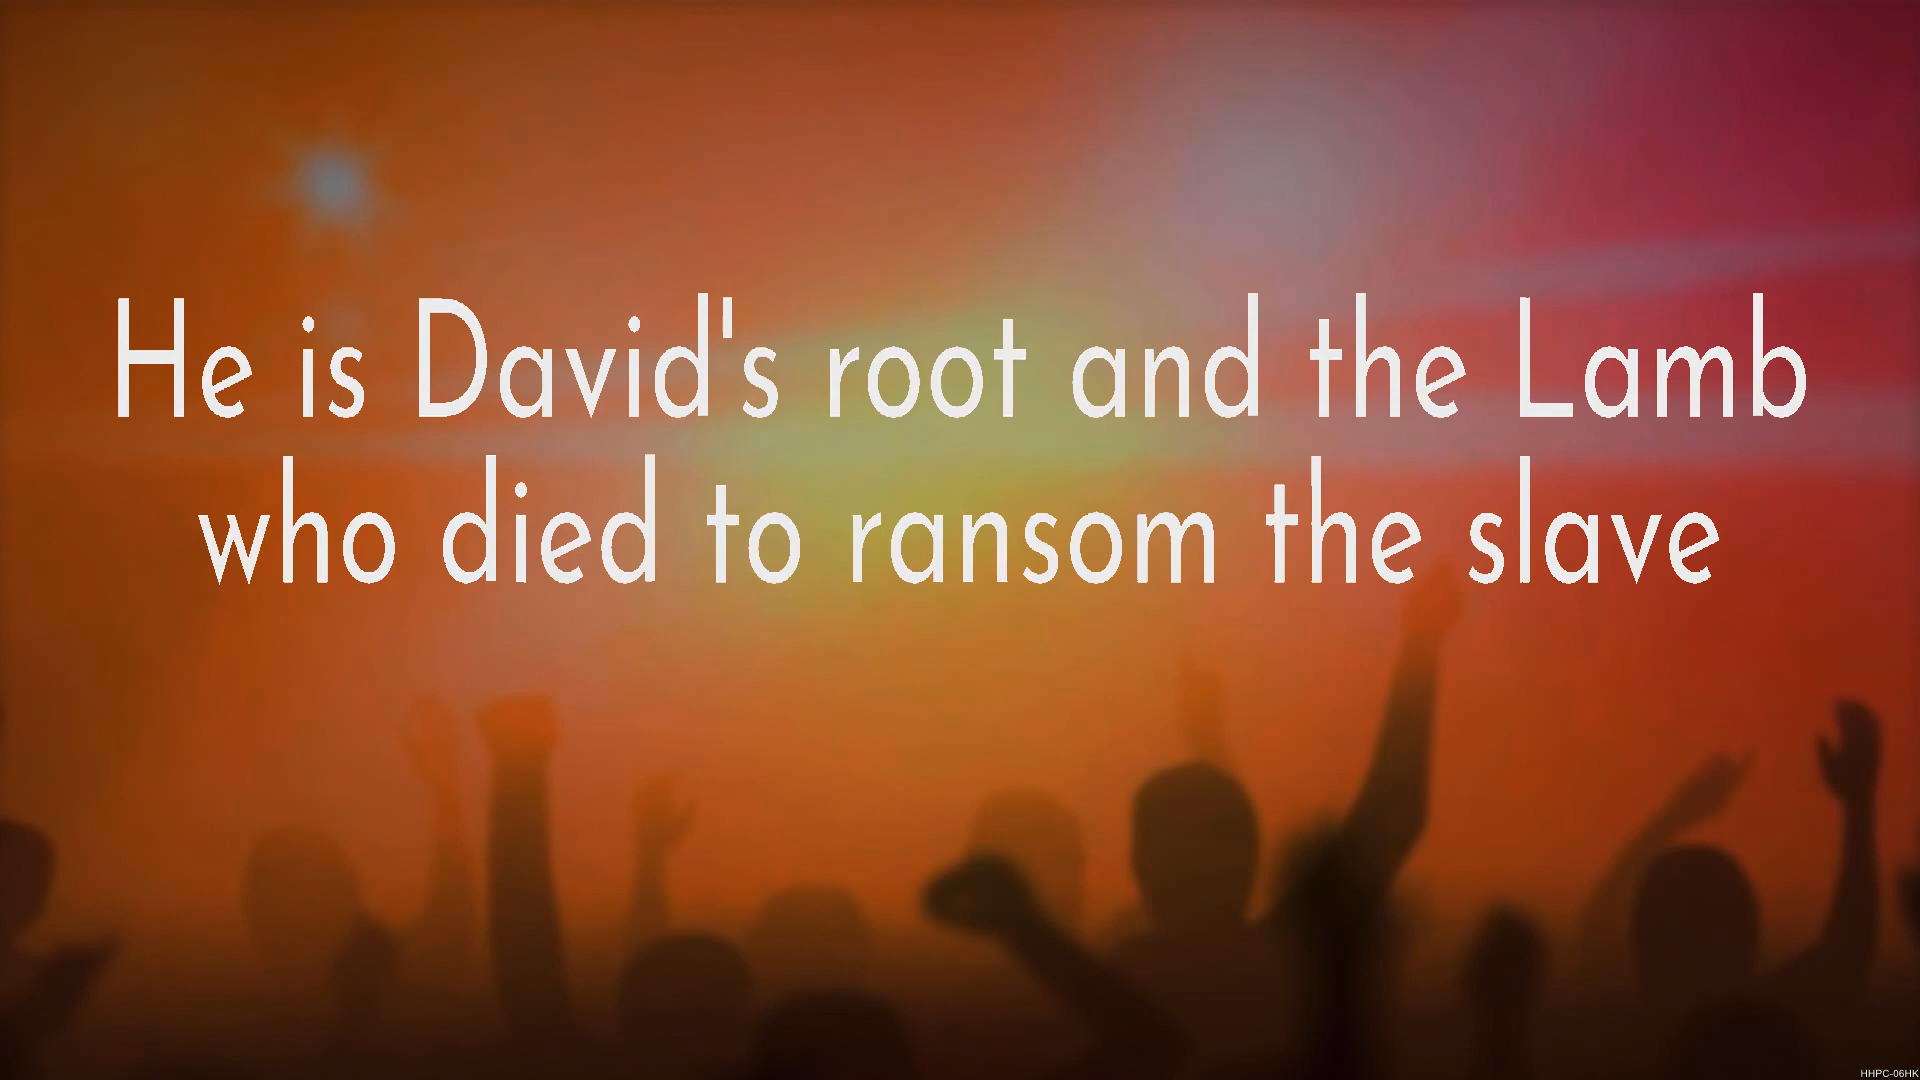 He is David's root and the Lamb
who died to ransom the slave
HHPC-06HK